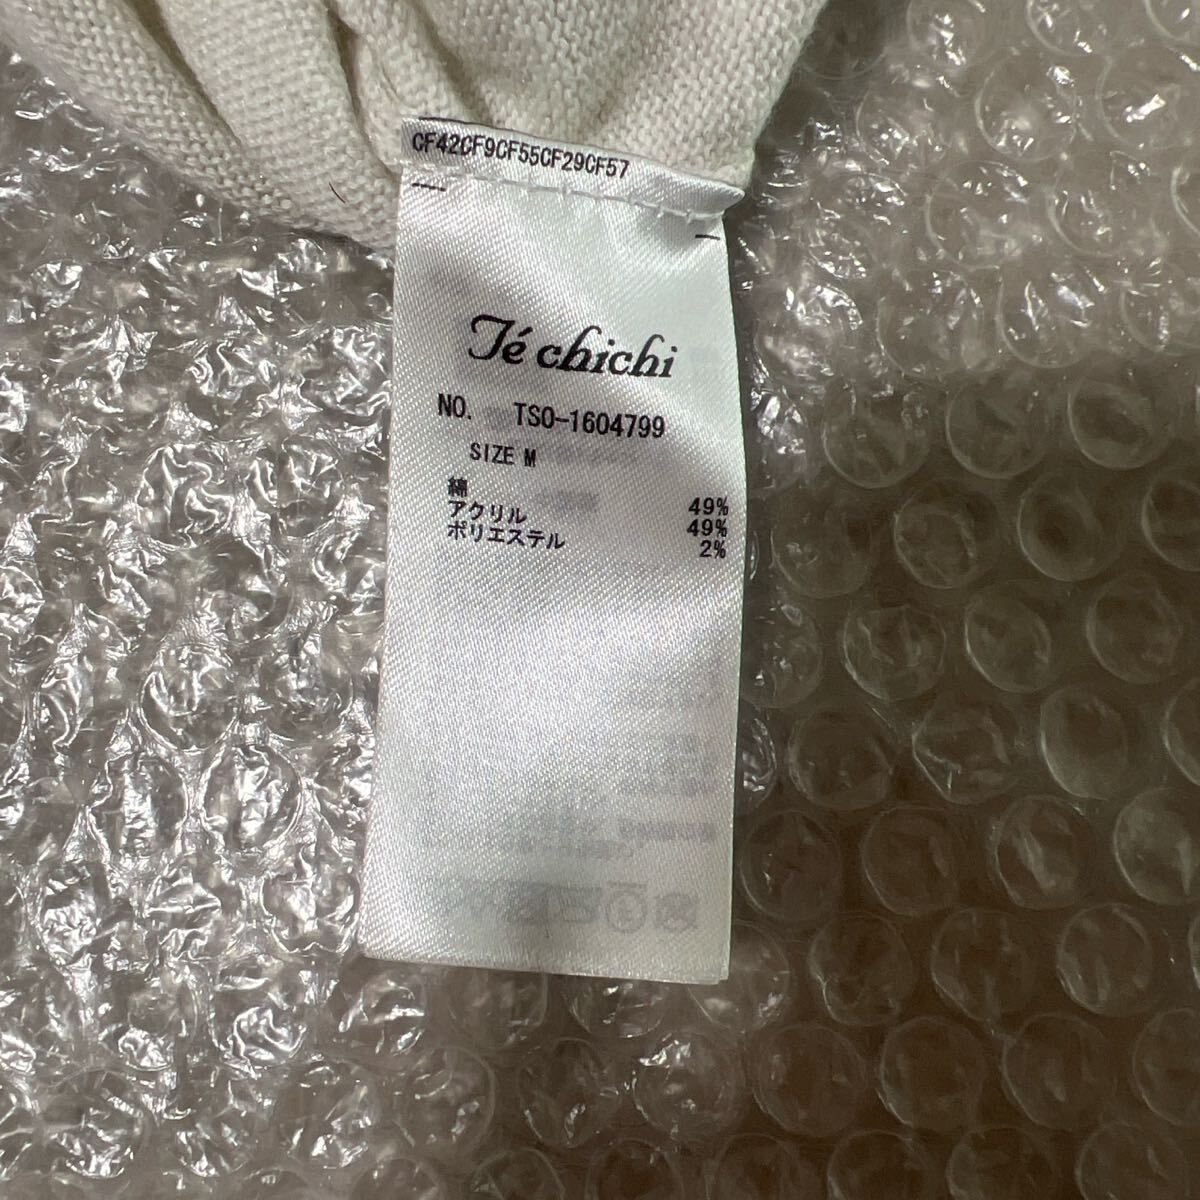 CF42CF9CF55CF29CF57
Té chichi
NO. TSO-1604799
SIZE M
綿 49%
アクリル 49%
ポリエステル 2%